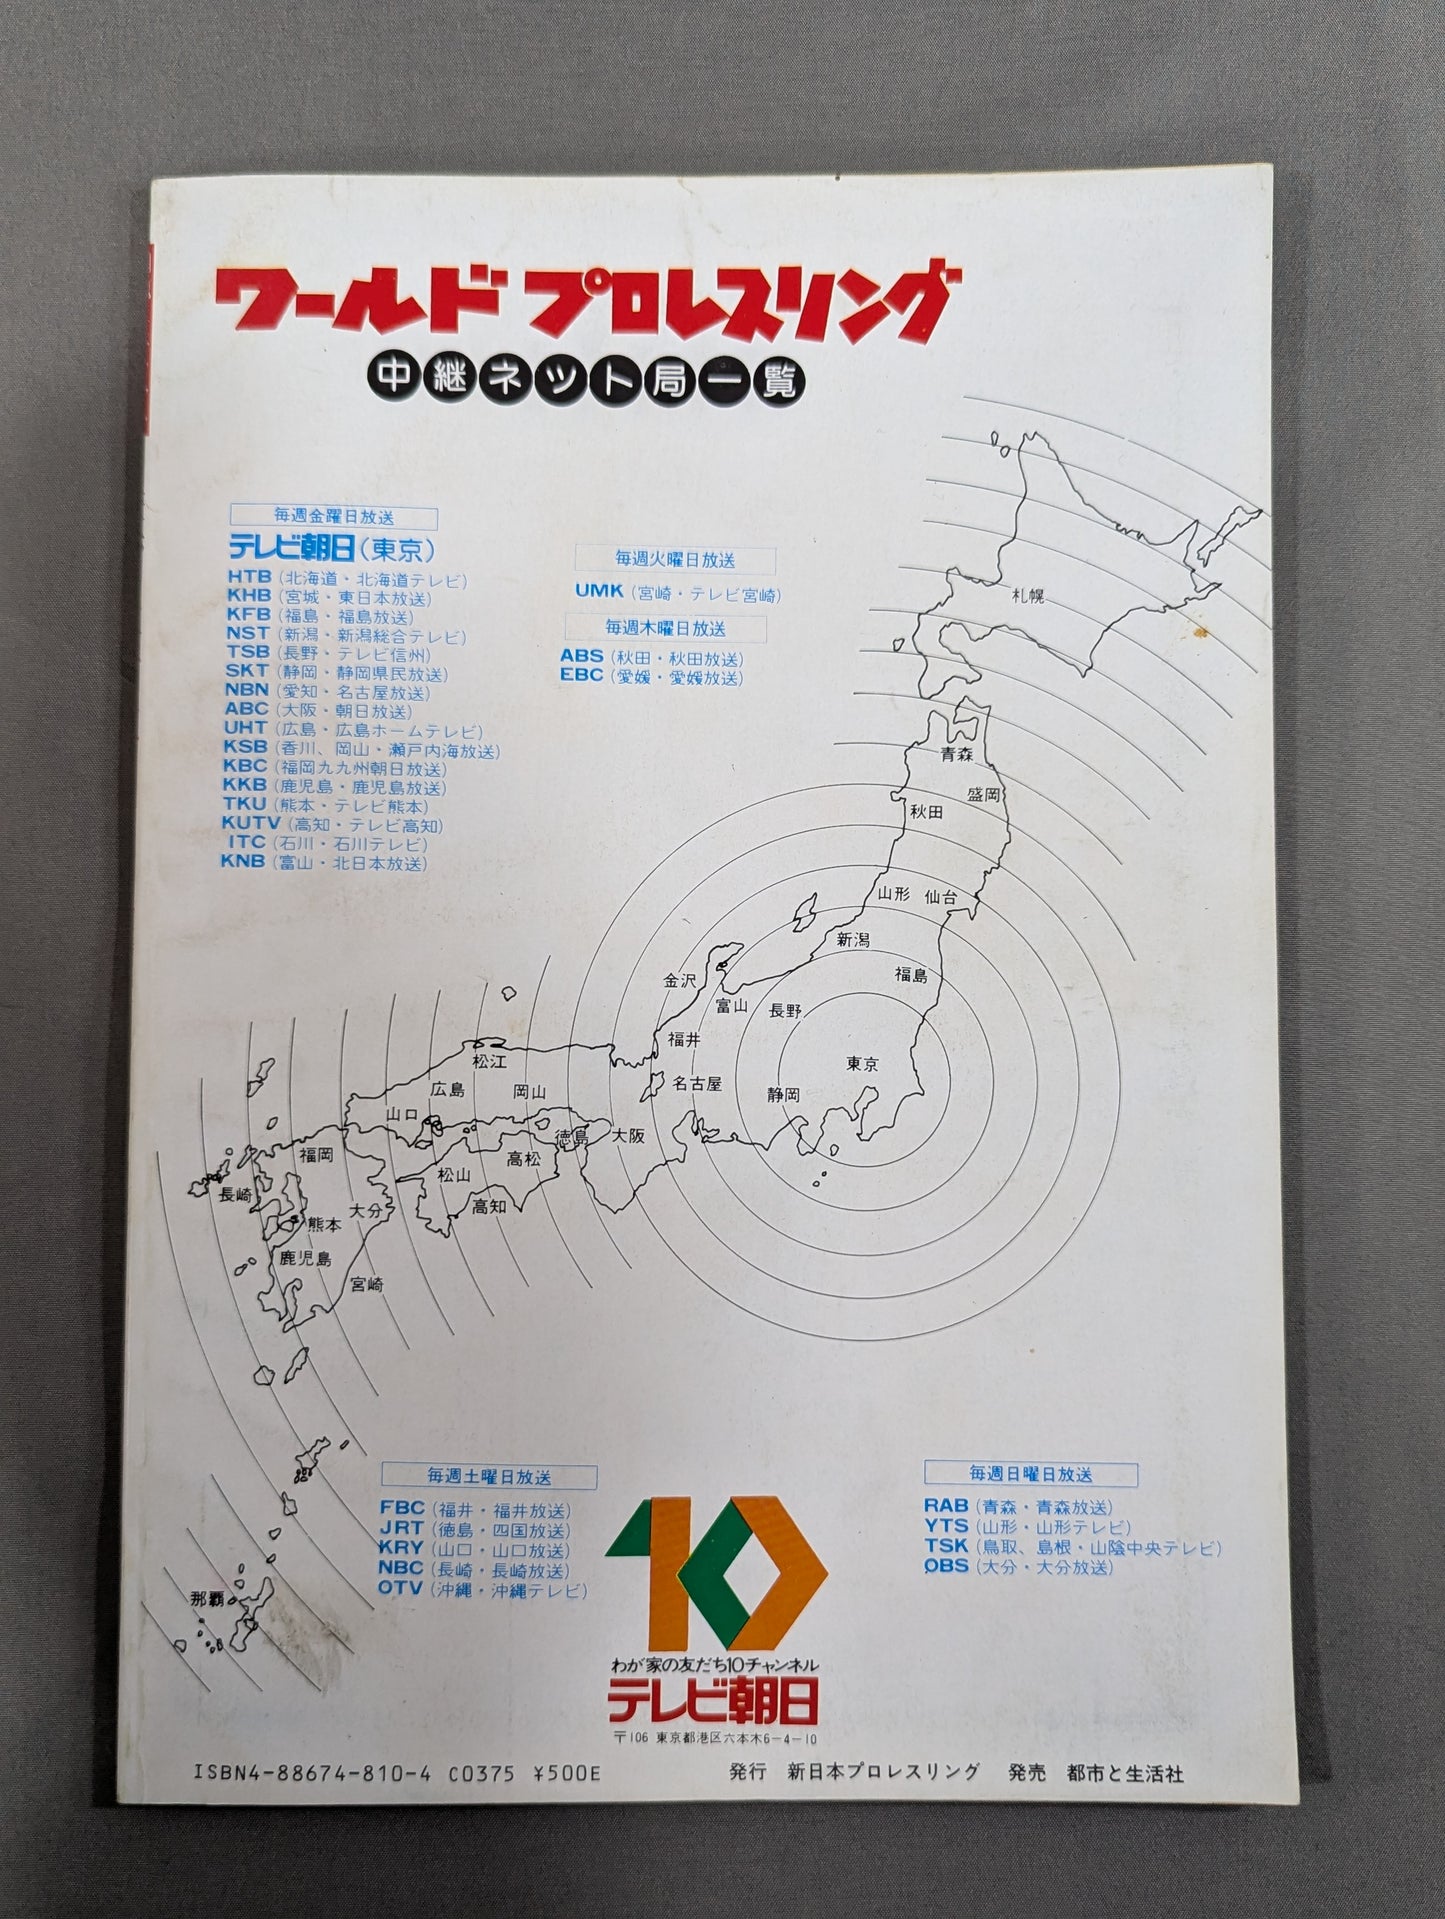 ワールド プロレスリング
中継ネット局一覧
毎週金曜日放送
テレビ朝日(東京)
HTB (北海道・北海道テレビ)
KHB (宮城・東日本放送)
KFB (福島・福島放送)
NST (新潟・新潟総合テレビ)
TSB (長野・テレビ信州)
SKT (静岡・静岡県民放送)
NBN (愛知・名古屋放送)
ABC (大阪・朝日放送)
UHT (広島・広島ホームテレビ)
KSB (香川、岡山・瀬戸内海放送)
KBC (福岡九九州朝日放送)
KKB (鹿児島・鹿児島放送)
TKU (熊本・テレビ熊本)
KUTV (高知・テレビ高知)
ITC (石川・石川テレビ)
KNB (富山・北日本放送)
毎週火曜日放送
UMK (宮崎・テレビ宮崎)
毎週木曜日放送
ABS (秋田・秋田放送)
EBC (愛媛・愛媛放送)
札幌
青森
盛岡
秋田
山形 仙台
新潟
福島
金沢
富山 長野
福井
東京
松江
名古屋
広島 岡山
静岡
山口
徳島 大阪
福岡
高松
松山
長崎
高知
大分
熊本
鹿児島
宮崎
那覇
毎週土曜日放送
FBC (福井・福井放送)
JRT (徳島・四国放送)
KRY (山口・山口放送)
NBC (長崎・長崎放送)
OTV (沖縄・沖縄テレビ)
毎週日曜日放送
RAB (青森・青森放送)
YTS (山形・山形テレビ)
TSK (鳥取、島根・山陰中央テレビ)
OBS (大分・大分放送)
10
わが家の友だち10チャンネル
テレビ朝日
〒106 東京都港区六本木6-4-10
ISBN4-88674-810-4 C0375 ¥500E
発行 新日本プロレスリング 発売 都市と生活社